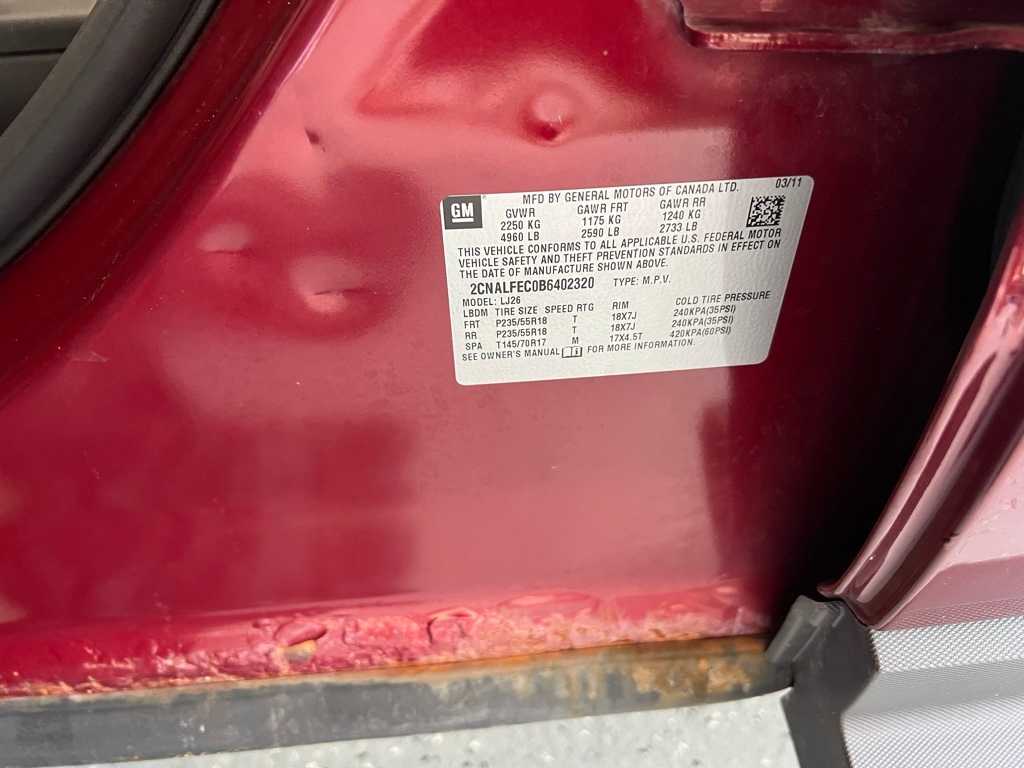 GM
MFD BY GENERAL MOTORS OF CANADA LTD. 03/11
GVWR GAWR FRT GAWR RR
2250 KG 1175 KG 1240 KG
4960 LB 2590 LB 2733 LB
THIS VEHICLE CONFORMS TO ALL APPLICABLE U.S. FEDERAL MOTOR
VEHICLE SAFETY AND THEFT PREVENTION STANDARDS IN EFFECT ON
THE DATE OF MANUFACTURE SHOWN ABOVE.
2CNALFEC0B6402320 TYPE: M.P.V.
MODEL: LJ26
LBDM TIRE SIZE SPEED RTG RIM COLD TIRE PRESSURE
FRT P235/55R18 T 18X7J 240KPA(35PSI)
RR P235/55R18 T 18X7J 240KPA(35PSI)
SPA T145/70R17 M 17X4.5T 420KPA(60PSI)
SEE OWNER'S MANUAL FOR MORE INFORMATION.